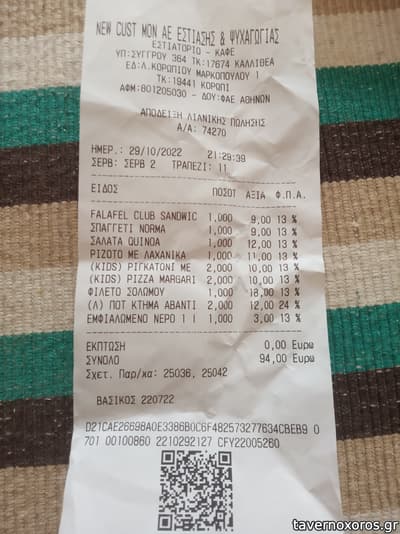 NEW CUST MON ΑΕ ΕΣΤΙΑΣΗΣ & ΨΥΧΑΓΩΓΙΑΣ
ΕΣΤΙΑΤΟΡΙΟ - ΚΑΦΕ
ΥΠ:ΣΥΓΓΡΟΥ 364 ΤΚ:17674 ΚΑΛΛΙΘΕΑ
ΕΔ:Λ.ΚΟΡΩΠΙΟΥ ΜΑΡΚΟΠΟΥΛΟΥ 1
ΤΚ:19441 ΚΟΡΩΠΙ
ΑΦΜ:801205030 - ΔΟΥ:ΦΑΕ ΑΘΗΝΩΝ
ΑΠΟΔΕΙΞΗ ΛΙΑΝΙΚΗΣ ΠΩΛΗΣΗΣ
Α/Α: 74270
ΗΜΕΡ.: 29/10/2022 21:29:39
ΣΕΡΒ: ΣΕΡΒ 2 ΤΡΑΠΕΖΙ: 11
ΕΙΔΟΣ ΠΟΣΟΤ ΑΞΙΑ Φ.Π.Α.
FALAFEL CLUB SANDWIC 1,000 9,00 13 %
ΣΠΑΓΓΕΤΙ NORMA 1,000 9,00 13 %
ΣΑΛΑΤΑ QUINOA 1,000 12,00 13 %
ΡΙΖΟΤΟ ΜΕ ΛΑΧΑΝΙΚΑ 1,000 11,00 13 %
(KIDS) ΡΙΓΚΑΤΟΝΙ ΜΕ 2,000 10,00 13 %
(KIDS) PIZZA MARGARI 2,000 10,00 13 %
ΦΙΛΕΤΟ ΣΟΛΩΜΟΥ 1,000 18,00 13 %
(Λ) ΠΟΤ ΚΤΗΜΑ ΑΒΑΝΤΙ 2,000 12,00 24 %
ΕΜΦΙΑΛΩΜΕΝΟ ΝΕΡΟ 1 l 1,000 3,00 13 %
ΕΚΠΤΩΣΗ 0,00 Ευρω
ΣΥΝΟΛΟ 94,00 Ευρω
Σχετ. Παρ/κα: 25036, 25042
ΒΑΣΙΚΟΣ 220722
D21CAE26698A0E3386B0C6F482573277634CBEB9 0
701 00100860 2210292127 CFY22005260
tavernoxoros.gr